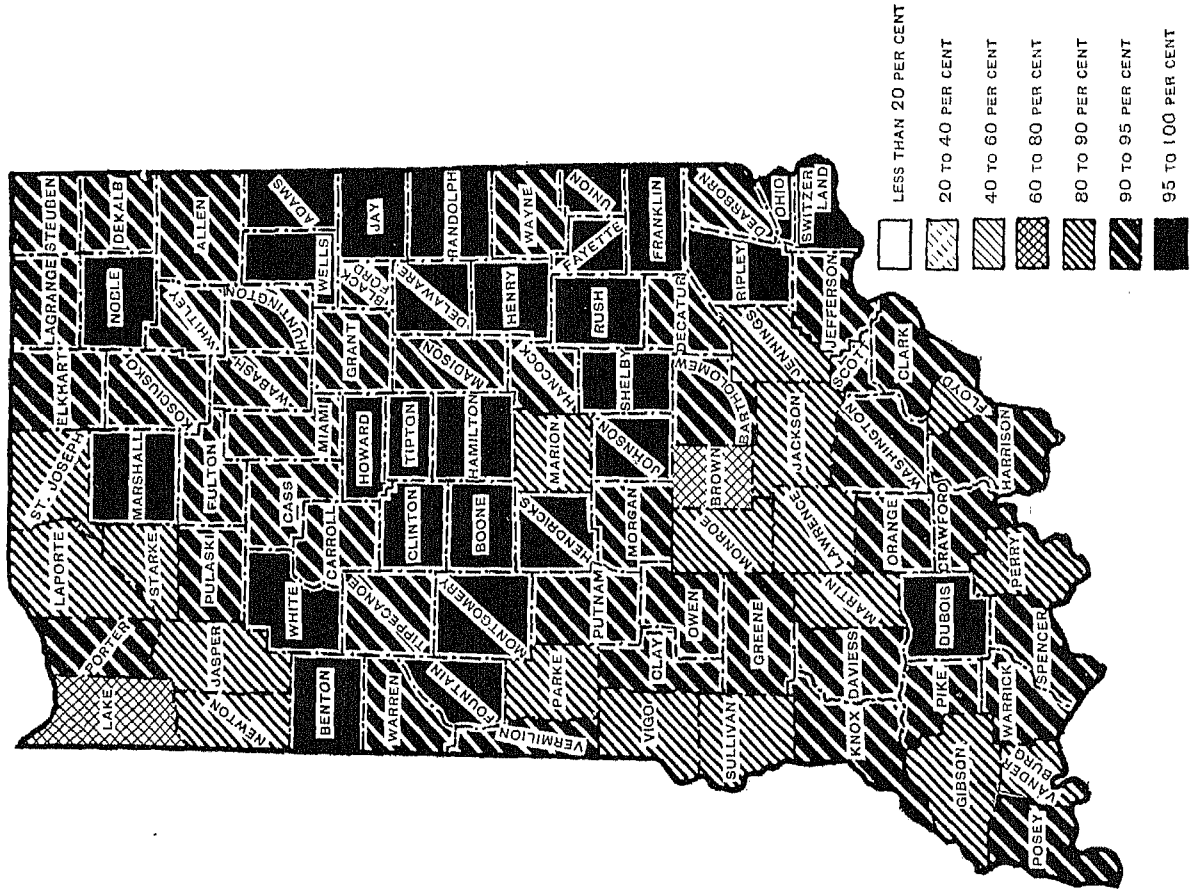 LAKE
PORTER
LAPORTE
ST. JOSEPH
ELKHART
LAGRANGE
STEUBEN
NEWTON
JASPER
STARKE
MARSHALL
KOSCIUSKO
NOBLE
DEKALB
PULASKI
FULTON
WHITLEY
ALLEN
BENTON
WHITE
CASS
MIAMI
WABASH
HUNTINGTON
WELLS
ADAMS
WARREN
TIPPECANOE
CARROLL
HOWARD
GRANT
BLACK
FORD
JAY
FOUNTAIN
MONTGOMERY
CLINTON
TIPTON
MADISON
DELAWARE
RANDOLPH
VERMILION
PARKE
PUTNAM
BOONE
HAMILTON
HENDRICKS
MARION
HANCOCK
HENRY
WAYNE
VIGO
CLAY
OWEN
MORGAN
JOHNSON
SHELBY
RUSH
FAYETTE
UNION
SULLIVAN
GREENE
MONROE
BROWN
BARTHOLOMEW
DECATUR
FRANKLIN
KNOX
DAVIESS
MARTIN
LAWRENCE
JACKSON
JENNINGS
RIPLEY
DEARBORN
OHIO
SWITZER
LAND
GIBSON
PIKE
DUBOIS
ORANGE
WASHINGTON
SCOTT
JEFFERSON
POSEY
VANDER
BURG
WARRICK
SPENCER
PERRY
CRAWFORD
HARRISON
FLOYD
CLARK
LESS THAN 20 PER CENT
20 TO 40 PER CENT
40 TO 60 PER CENT
60 TO 80 PER CENT
80 TO 90 PER CENT
90 TO 95 PER CENT
95 TO 100 PER CENT